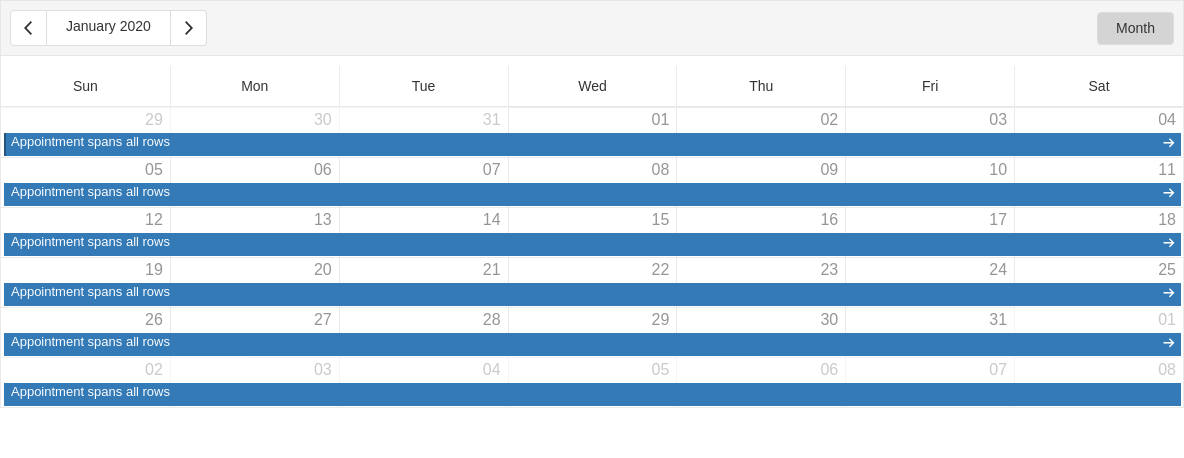 January 2020 Month
Sun Mon Tue Wed Thu Fri Sat
29 30 31 01 02 03 04
Appointment spans all rows
05 06 07 08 09 10 11
Appointment spans all rows
12 13 14 15 16 17 18
Appointment spans all rows
19 20 21 22 23 24 25
Appointment spans all rows
26 27 28 29 30 31 01
Appointment spans all rows
02 03 04 05 06 07 08
Appointment spans all rows